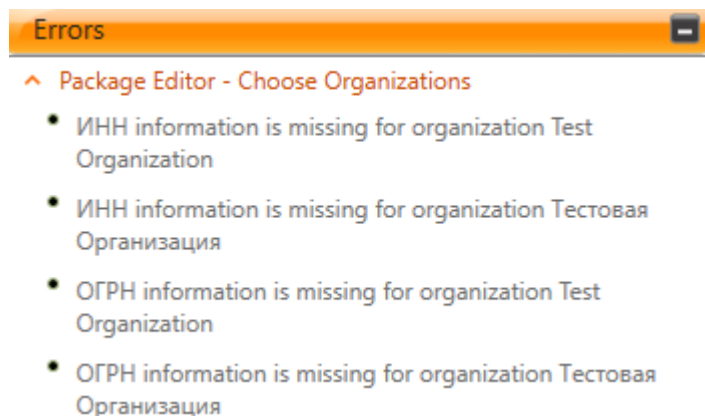 Errors
Package Editor - Choose Organizations
ИНН information is missing for organization Test
Organization
ИНН information is missing for organization Тестовая
Организация
ОГРН information is missing for organization Test
Organization
ОГРН information is missing for organization Тестовая
Организация